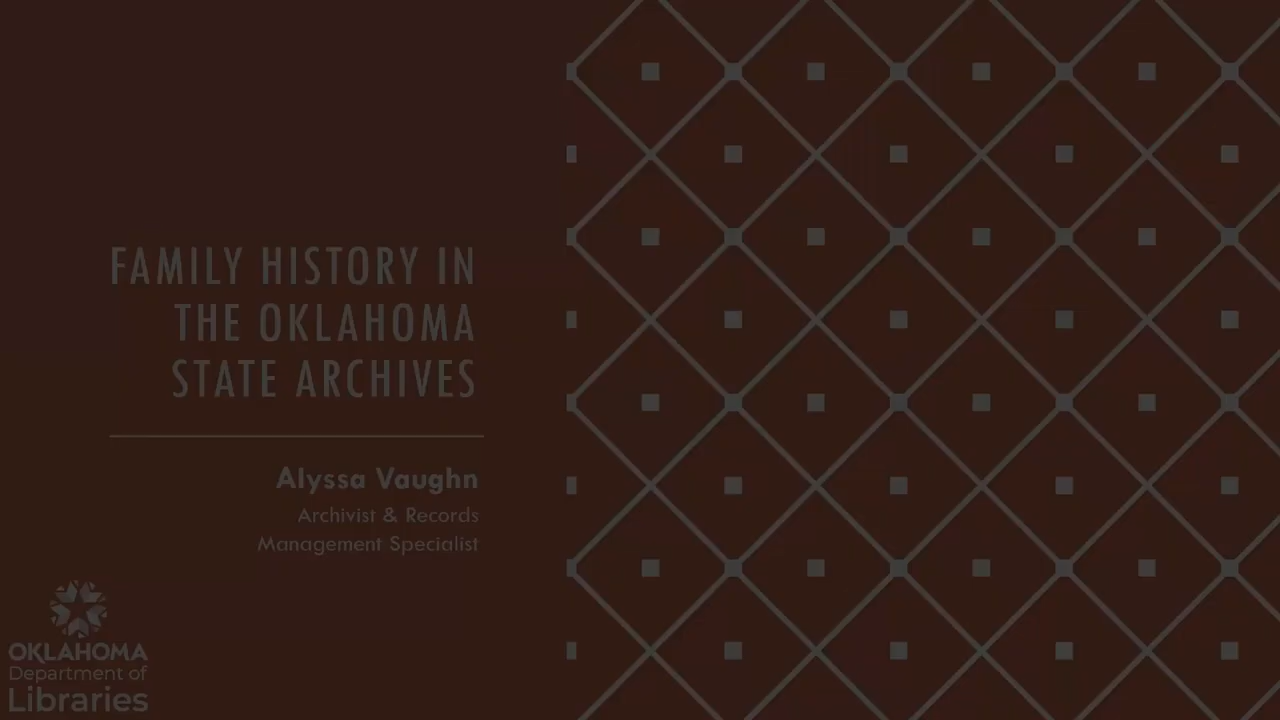 FAMILY HISTORY IN
THE OKLAHOMA
STATE ARCHIVES
Alyssa Vaughn
Archivist & Records
Management Specialist
OKLAHOMA
Department of
Libraries